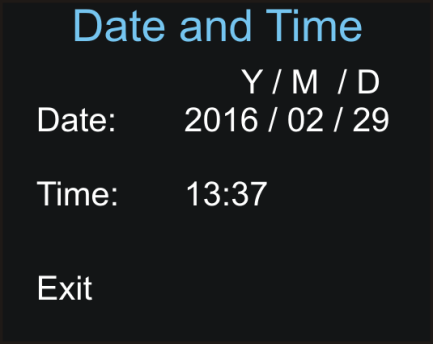 Date and Time
Y / M / D
Date: 2016 / 02 / 29
Time: 13:37
Exit